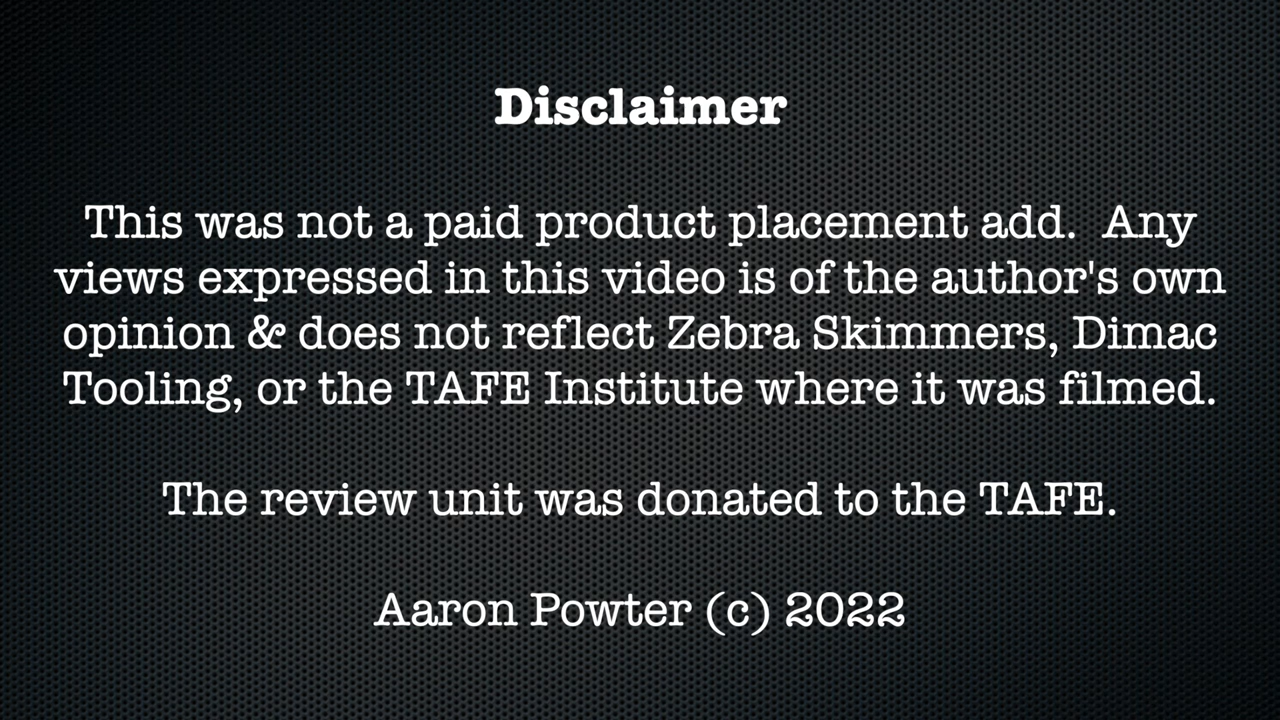 Disclaimer
This was not a paid product placement add.  Any
views expressed in this video is of the author's own
opinion & does not reflect Zebra Skimmers, Dimac
Tooling, or the TAFE Institute where it was filmed.
The review unit was donated to the TAFE.
Aaron Powter (c) 2022